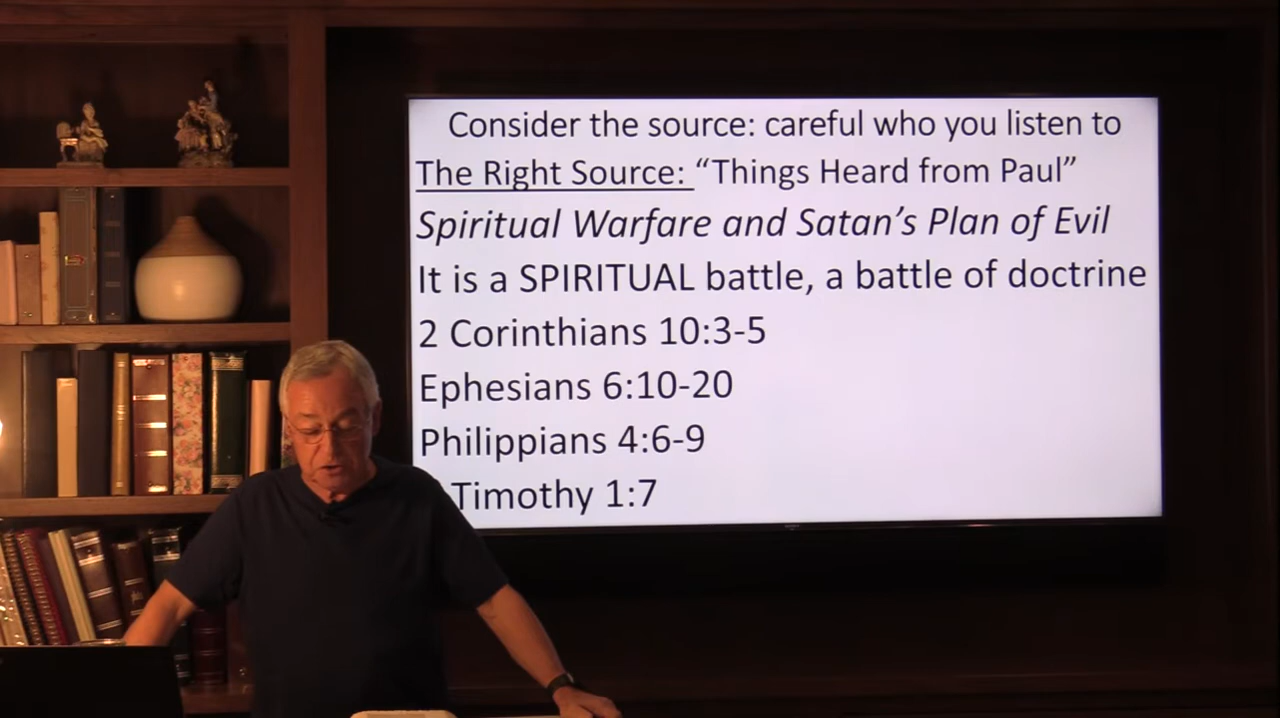 Consider the source: careful who you listen to
The Right Source: “Things Heard from Paul”
Spiritual Warfare and Satan’s Plan of Evil
It is a SPIRITUAL battle, a battle of doctrine
2 Corinthians 10:3-5
Ephesians 6:10-20
Philippians 4:6-9
Timothy 1:7